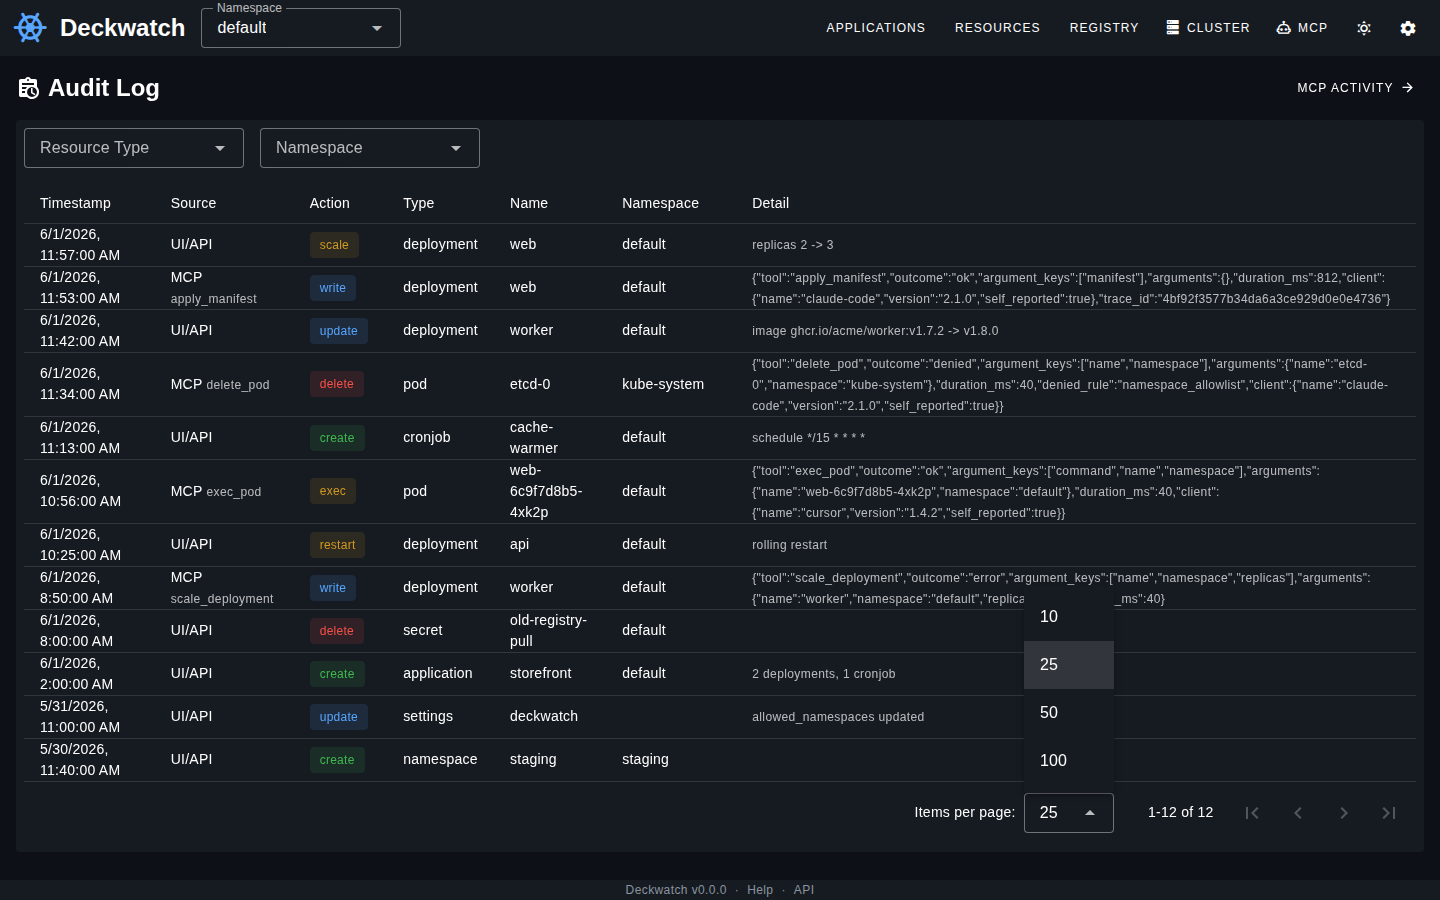 Namespace
Deckwatch
default
APPLICATIONS RESOURCES REGISTRY CLUSTER MCP
Audit Log
MCP ACTIVITY
Resource Type Namespace
Timestamp Source Action Type Name Namespace Detail
6/1/2026,
11:57:00 AM UI/API scale deployment web default replicas 2 -> 3
6/1/2026, MCP {"tool":"apply_manifest","outcome":"ok","argument_keys":["manifest"],"arguments":{},"duration_ms":812,"client":
write deployment web default
11:53:00 AM apply_manifest {"name":"claude-code","version":"2.1.0","self_reported":true},"trace_id":"4bf92f3577b34da6a3ce929d0e0e4736"}
6/1/2026,
11:42:00 AM UI/API update deployment worker default image ghcr.io/acme/worker:v1.7.2 -> v1.8.0
{"tool":"delete_pod","outcome":"denied","argument_keys":["name","namespace"],"arguments":{"name":"etcd-
6/1/2026,
11:34:00 AM MCP delete_pod delete pod etcd-0 kube-system 0","namespace":"kube-system"},"duration_ms":40,"denied_rule":"namespace_allowlist","client":{"name":"claude-
code","version":"2.1.0","self_reported":true}}
6/1/2026, cache-
UI/API create cronjob default schedule */15 * * * *
11:13:00 AM warmer
web- {"tool":"exec_pod","outcome":"ok","argument_keys":["command","name","namespace"],"arguments":
6/1/2026,
10:56:00 AM MCP exec_pod exec pod 6c9f7d8b5- default {"name":"web-6c9f7d8b5-4xk2p","namespace":"default"},"duration_ms":40,"client":
4xk2p {"name":"cursor","version":"1.4.2","self_reported":true}}
6/1/2026,
10:25:00 AM UI/API restart deployment api default rolling restart
6/1/2026, MCP {"tool":"scale_deployment","outcome":"error","argument_keys":["name","namespace","replicas"],"arguments":
write deployment worker default
8:50:00 AM scale_deployment {"name":"worker","namespace":"default","replica _ms":40}
6/1/2026, old-registry-
UI/API delete secret default
8:00:00 AM pull
6/1/2026,
2:00:00 AM UI/API create application storefront default 2 deployments, 1 cronjob
5/31/2026,
11:00:00 AM UI/API update settings deckwatch allowed_namespaces updated
5/30/2026,
11:40:00 AM UI/API create namespace staging staging
10
25
50
100
Items per page: 25 1-12 of 12
Deckwatch v0.0.0 · Help · API